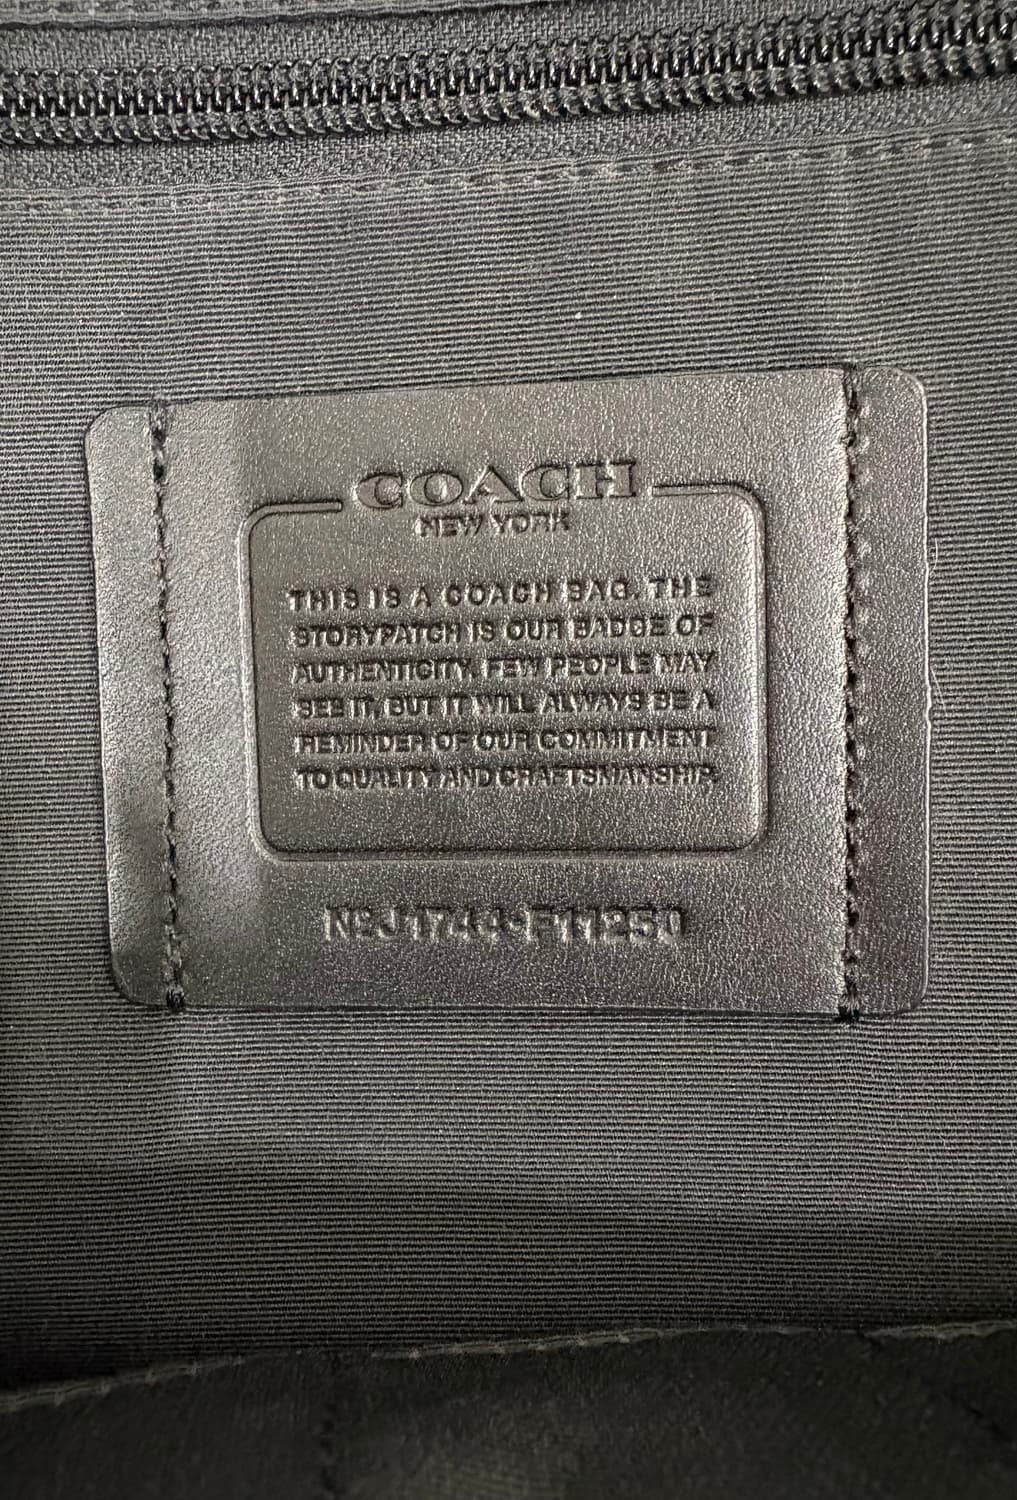 COACH
NEW YORK
THIS IS A COACH BAG. THE
STORYPATCH IS OUR BADGE OF
AUTHENTICITY. FEW PEOPLE MAY
SEE IT, BUT IT WILL ALWAYS BE A
REMINDER OF OUR COMMITMENT
TO QUALITY AND CRAFTSMANSHIP.
Nº J1744-F11250